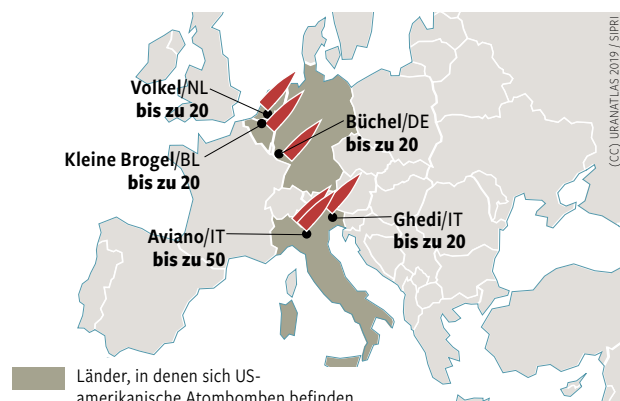 Volkel/NL
bis zu 20
Kleine Brogel/BL
bis zu 20
Büchel/DE
bis zu 20
Aviano/IT
bis zu 50
Ghedi/IT
bis zu 20
Länder, in denen sich US-
amerikanische Atombomben befinden
(CC) URANATLAS 2019 / SIPRI